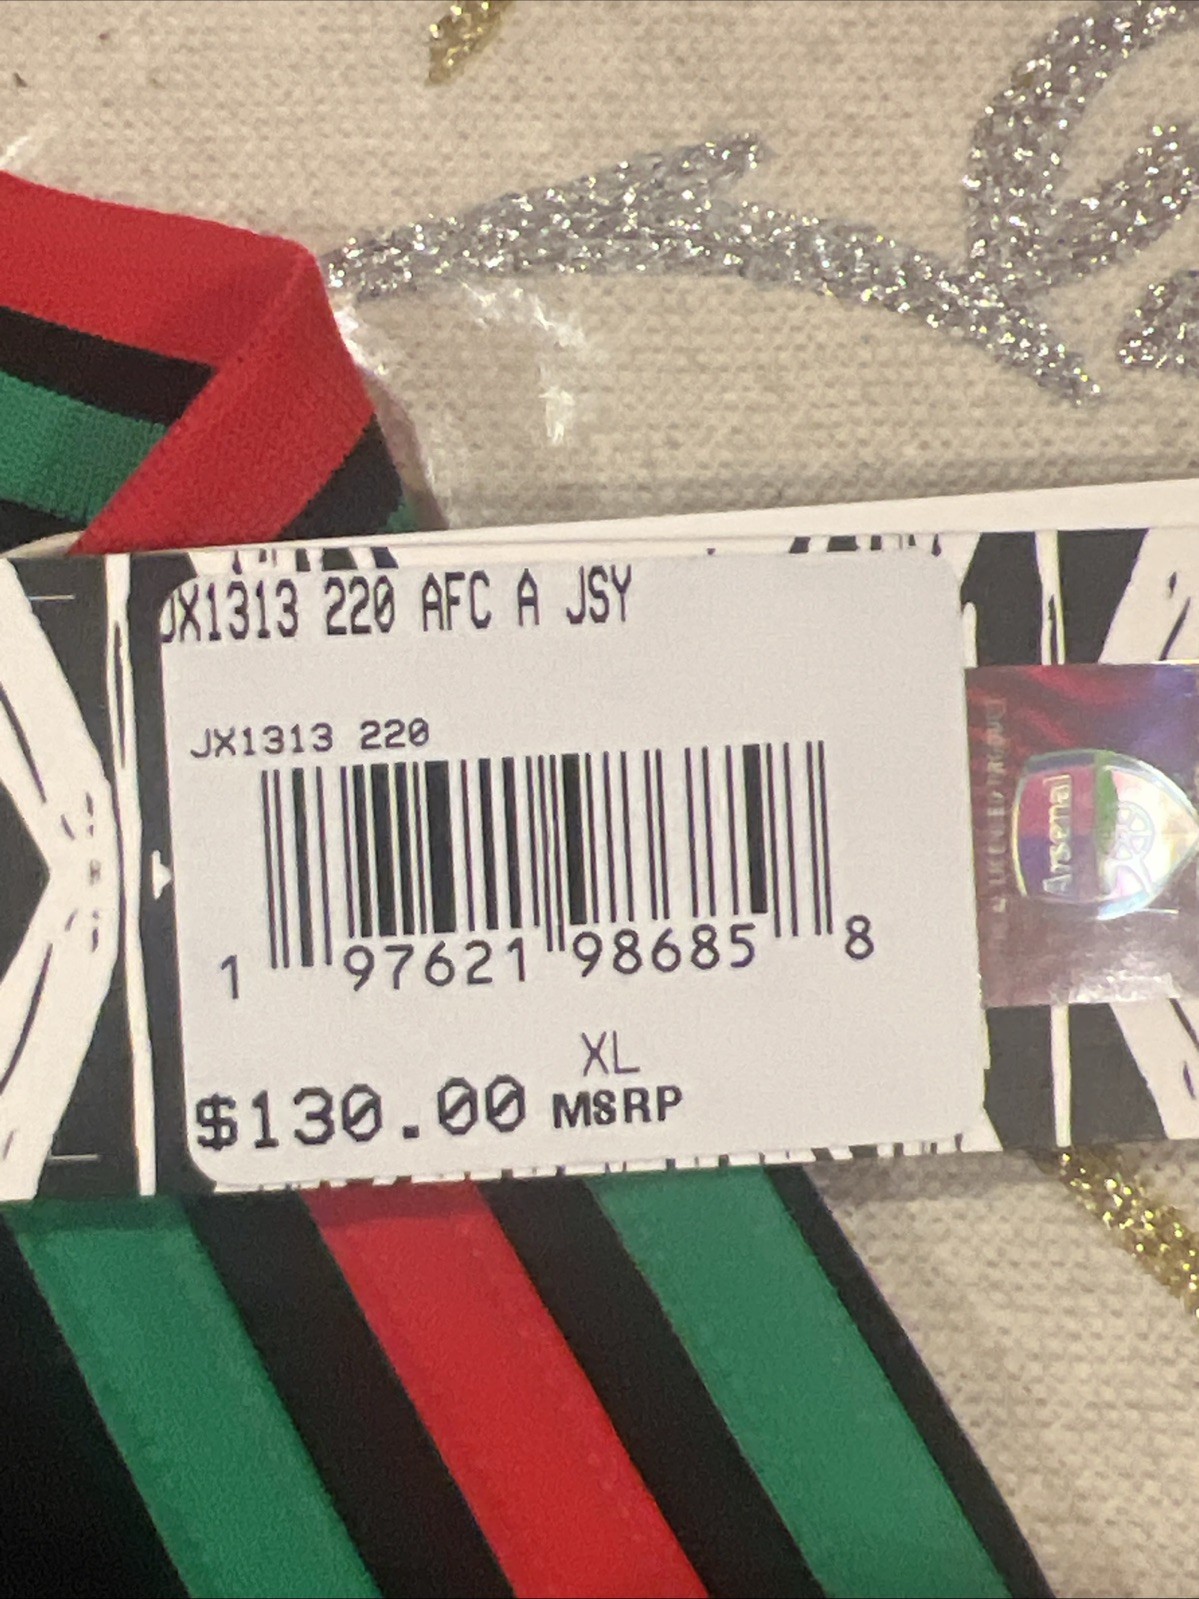 JX1313 220 AFC A JSY
JX1313 220
1 97621 98685 8
XL
$130.00 MSRP
Arsenal